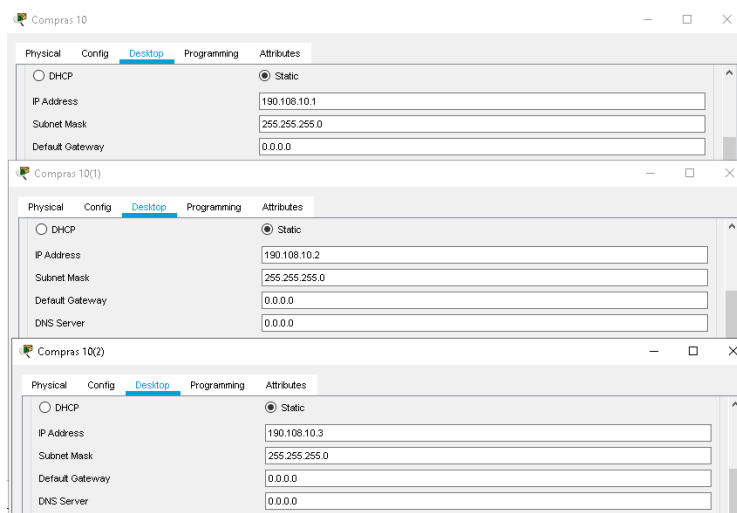 Compras 10
Physical Config Desktop Programming Attributes
DHCP Static
IP Address 190.108.10.1
Subnet Mask 255.255.255.0
Default Gateway 0.0.0.0
Compras 10(1)
Physical Config Desktop Programming Attributes
DHCP Static
IP Address 190.108.10.2
Subnet Mask 255.255.255.0
Default Gateway 0.0.0.0
DNS Server 0.0.0.0
Compras 10(2)
Physical Config Desktop Programming Attributes
DHCP Static
IP Address 190.108.10.3
Subnet Mask 255.255.255.0
Default Gateway 0.0.0.0
DNS Server 0.0.0.0